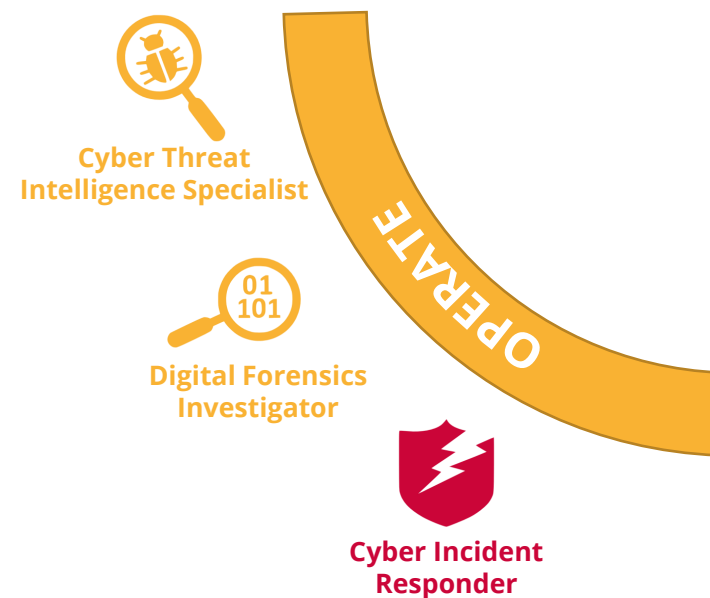 Cyber Threat
Intelligence Specialist
OPERATE
01
101
Digital Forensics
Investigator
Cyber Incident
Responder